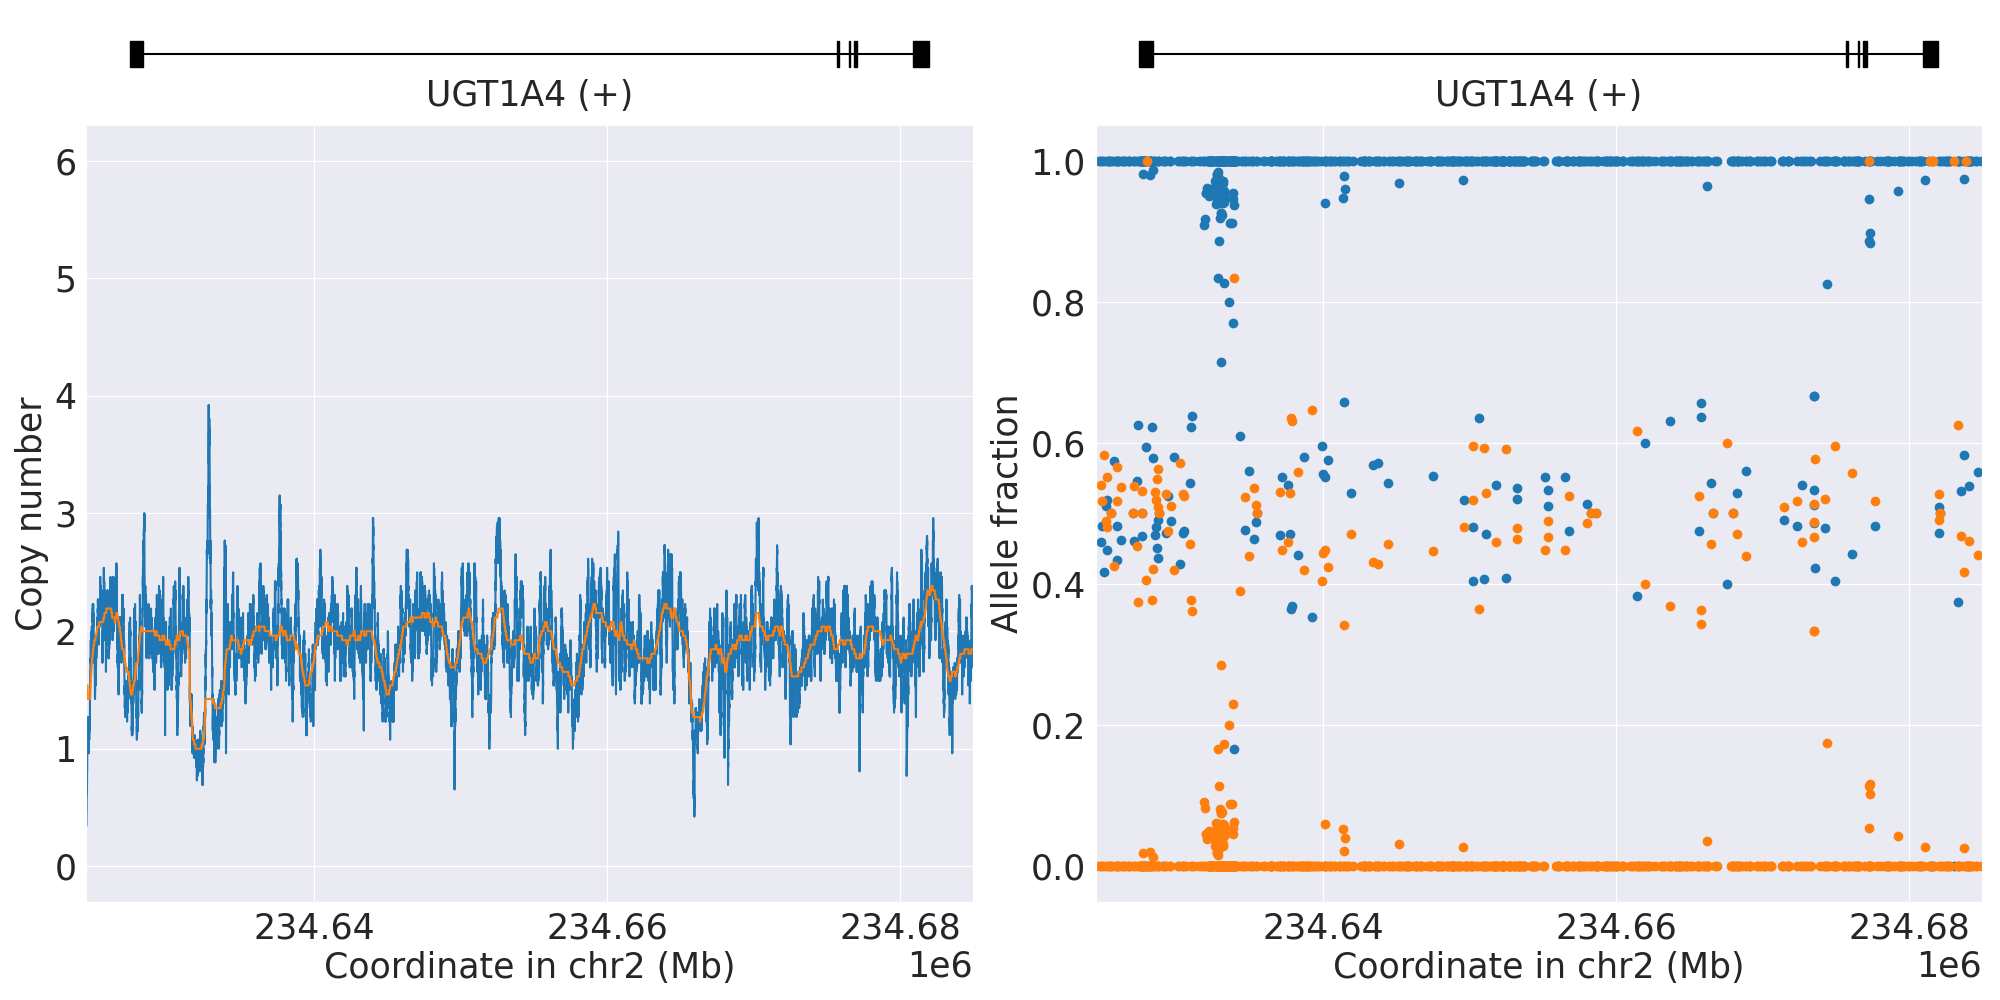 UGT1A4 (+)
6
5
4
3
2
1
0
Copy number
234.64
234.66
234.68
Coordinate in chr2 (Mb)
1e6
UGT1A4 (+)
1.0
0.8
0.6
0.4
0.2
0.0
Allele fraction
234.64
234.66
234.68
Coordinate in chr2 (Mb)
1e6